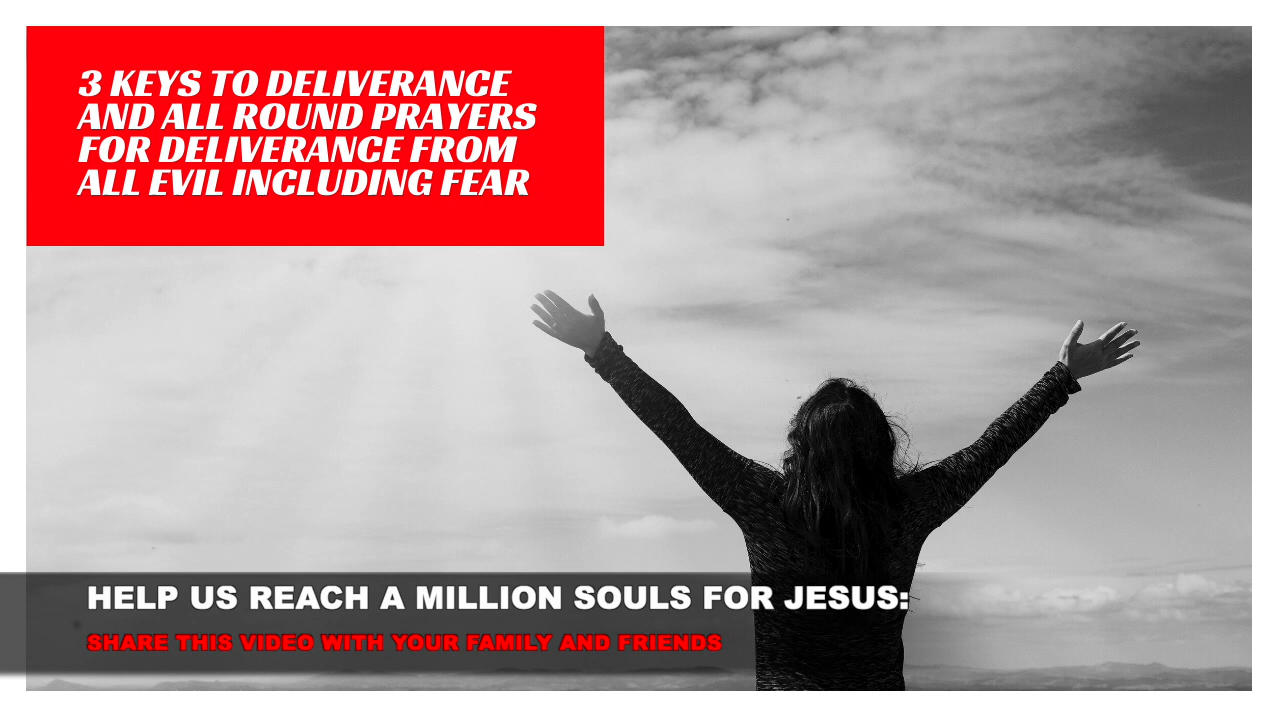 3 KEYS TO DELIVERANCE
AND ALL ROUND PRAYERS
FOR DELIVERANCE FROM
ALL EVIL INCLUDING FEAR
HELP US REACH A MILLION SOULS FOR JESUS:
SHARE THIS VIDEO WITH YOUR FAMILY AND FRIENDS